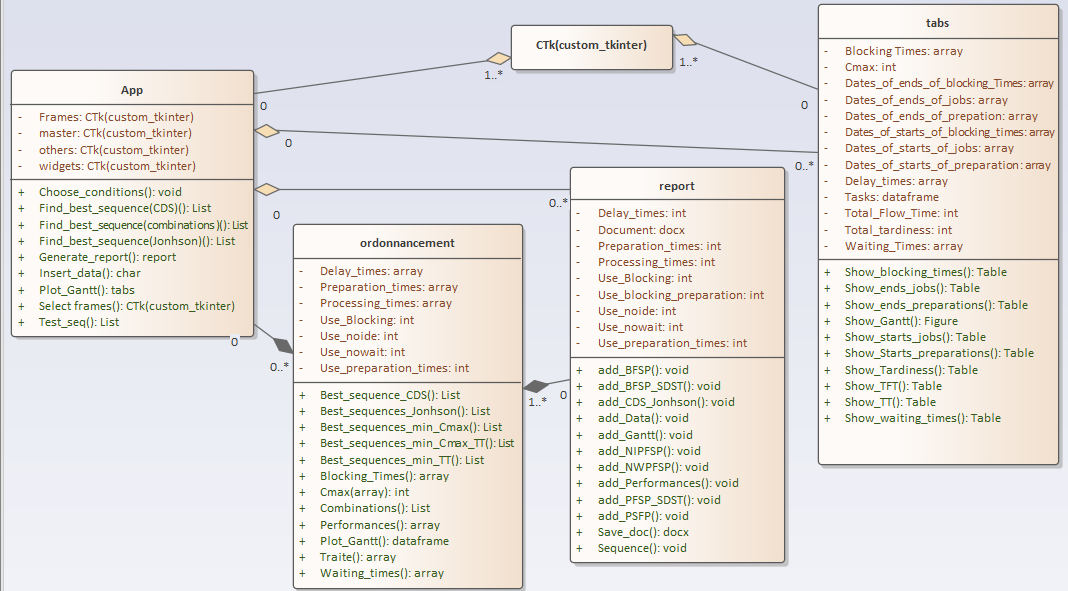 CTk(custom_tkinter)
1..*
1..*
App
- Frames: CTk(custom_tkinter)
- master: CTk(custom_tkinter)
- others: CTk(custom_tkinter)
- widgets: CTk(custom_tkinter)
+ Choose_conditions(): void
+ Find_best_sequence(CDS)(): List
+ Find_best_sequence(combinations)(): List
+ Find_best_sequence(Jonhson)(): List
+ Generate_report(): report
+ Insert_data(): char
+ Plot_Gantt(): tabs
+ Select frames(): CTk(custom_tkinter)
+ Test_seq(): List
0
0
0
0
0..*
ordonnancement
- Delay_times: array
- Preparation_times: array
- Processing_times: array
- Use_Blocking: int
- Use_noide: int
- Use_nowait: int
- Use_preparation_times: int
+ Best_sequence_CDS(): List
+ Best_sequences_Jonhson(): List
+ Best_sequences_min_Cmax(): List
+ Best_sequences_min_Cmax_TT(): List
+ Best_sequences_min_TT(): List
+ Blocking_Times(): array
+ Cmax(array): int
+ Combinations(): List
+ Performances(): array
+ Plot_Gantt(): dataframe
+ Traite(): array
+ Waiting_times(): array
1..*
0
0..*
report
- Delay_times: int
- Document: docx
- Preparation_times: int
- Processing_times: int
- Use_Blocking: int
- Use_blocking_preparation: int
- Use_noide: int
- Use_nowait: int
- Use_preparation_times: int
+ add_BFSP(): void
+ add_BFSP_SDST(): void
+ add_CDS_Jonhson(): void
+ add_Data(): void
+ add_Gantt(): void
+ add_NIPFSP(): void
+ add_NWPFSP(): void
+ add_Performances(): void
+ add_PFSP_SDST(): void
+ add_PSFP(): void
+ Save_doc(): docx
+ Sequence(): void
0
0..*
tabs
- Blocking Times: array
- Cmax: int
- Dates_of_ends_of_blocking_Times: array
- Dates_of_ends_of_jobs: array
- Dates_of_ends_of_prepation: array
- Dates_of_starts_of_blocking_times: array
- Dates_of_starts_of_jobs: array
- Dates_of_starts_of_preparation: array
- Delay_times: array
- Tasks: dataframe
- Total_Flow_Time: int
- Total_tardiness: int
- Waiting_Times: array
+ Show_blocking_times(): Table
+ Show_ends_jobs(): Table
+ Show_ends_preparations(): Table
+ Show_Gantt(): Figure
+ Show_starts_jobs(): Table
+ Show_Starts_preparations(): Table
+ Show_Tardiness(): Table
+ Show_TFT(): Table
+ Show_TT(): Table
+ Show_waiting_times(): Table